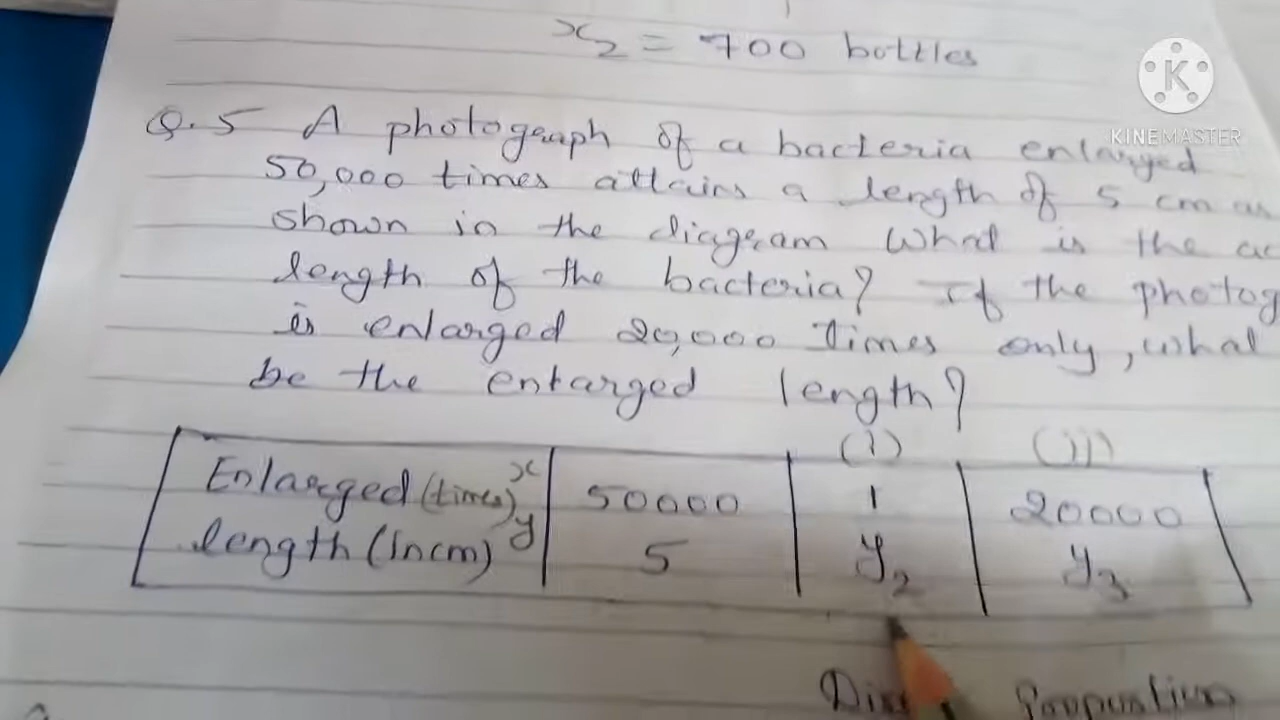 x₂ = 700 bottles
K
KINEMASTER
Q.5 A photograph of a bacteria enlarged
50,000 times attains a length of 5 cm as
shown in the diagram What is the
length of the bacteria? If the
is enlarged 20,000 times only, what
be the enlarged length?
(i) (ii)
Enlarged (times) x 50000 1 20000
length (in cm) y 5 y₂ y₃